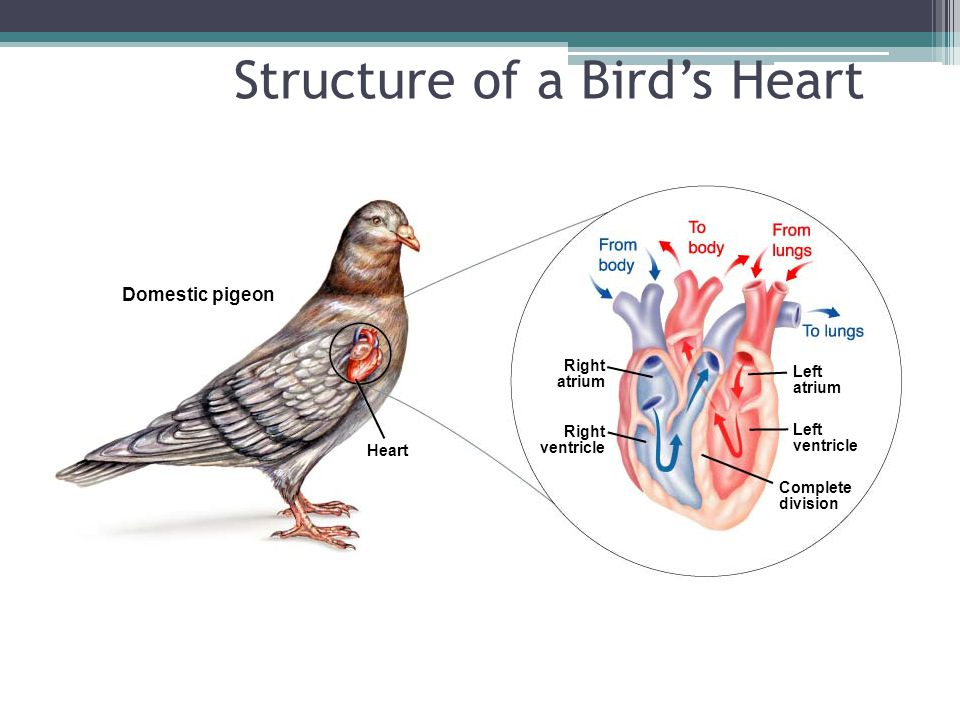 Structure of a Bird’s Heart
Domestic pigeon
Heart
From
body
To
body
From
lungs
To lungs
Right
atrium
Right
ventricle
Left
atrium
Left
ventricle
Complete
division